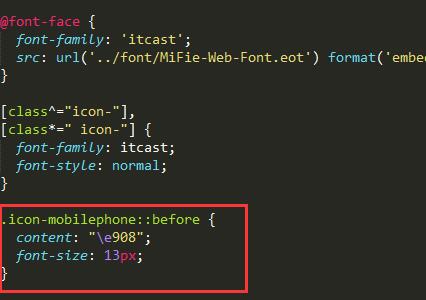 @font-face {
font-family: 'itcast';
src: url('../font/MiFie-Web-Font.eot') format('embe
}
[class^="icon-"],
[class*=" icon-"] {
font-family: itcast;
font-style: normal;
}
.icon-mobilephone::before {
content: "\e908";
font-size: 13px;
}